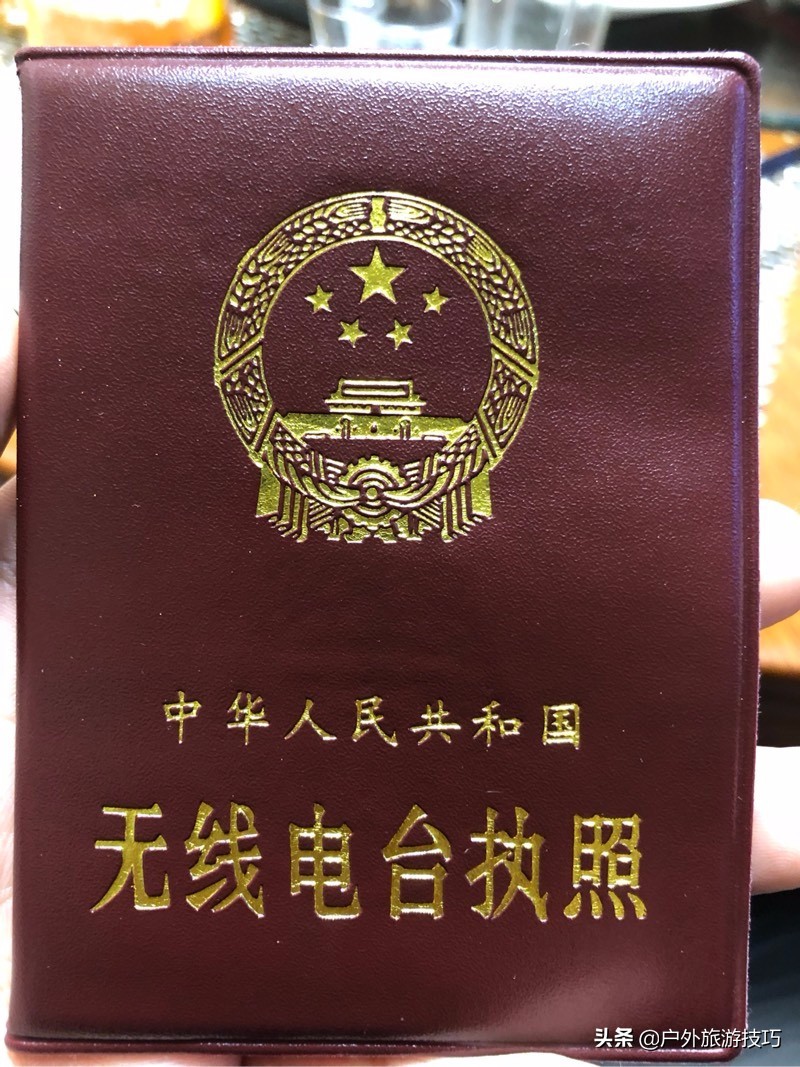 中华人民共和国
无线电台执照
头条 @户外旅游技巧